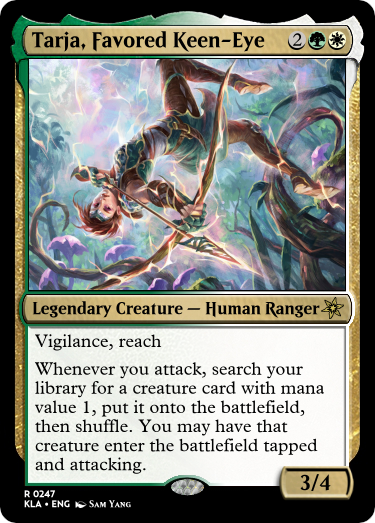 Tarja, Favored Keen-Eye 2
Legendary Creature — Human Ranger
Vigilance, reach
Whenever you attack, search your
library for a creature card with mana
value 1, put it onto the battlefield,
then shuffle. You may have that
creature enter the battlefield tapped
and attacking.
3/4
R 0247
KLA • ENG Sam Yang